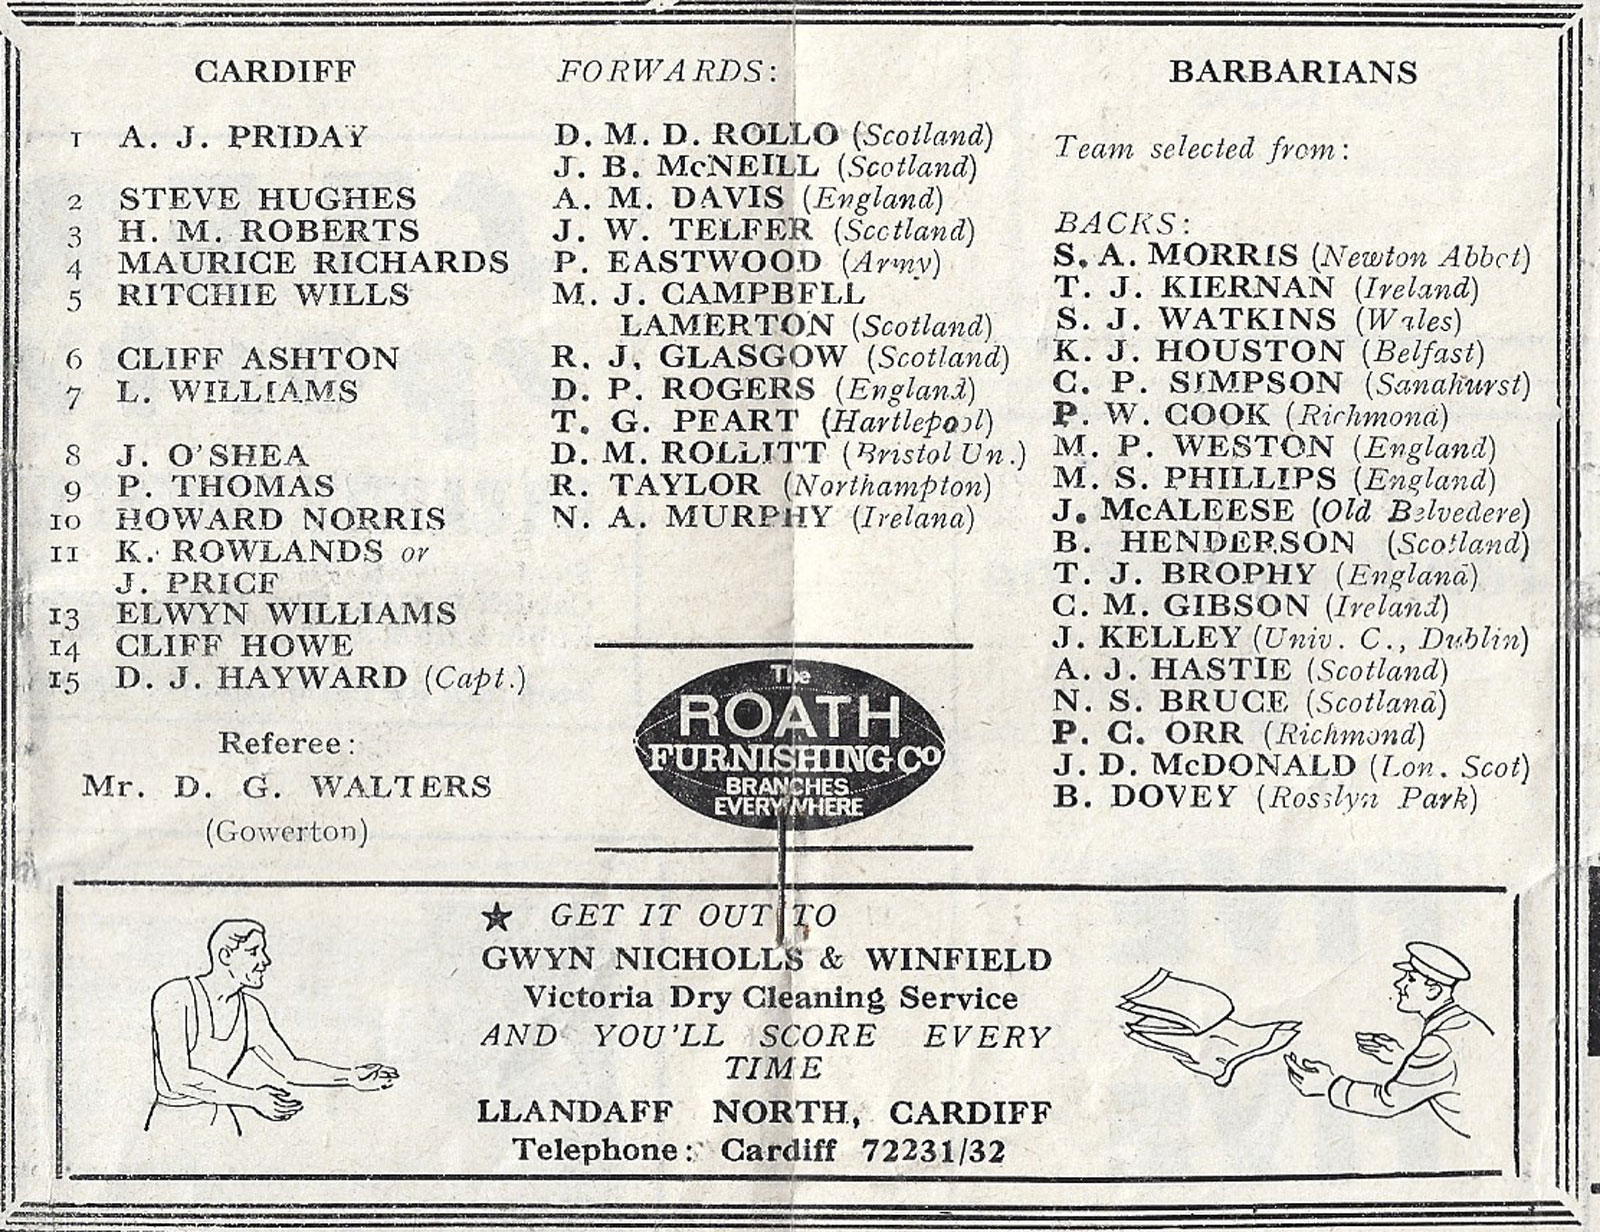 CARDIFF
1 A. J. PRIDAY
2 STEVE HUGHES
3 H. M. ROBERTS
4 MAURICE RICHARDS
5 RITCHIE WILLS
6 CLIFF ASHTON
7 L. WILLIAMS
8 J. O'SHEA
9 P. THOMAS
10 HOWARD NORRIS
11 K. ROWLANDS or
J. PRICE
13 ELWYN WILLIAMS
14 CLIFF HOWE
15 D. J. HAYWARD (Capt.)
Referee:
Mr. D. G. WALTERS
(Gowerton)
FORWARDS:
D. M. D. ROLLO (Scotland)
J. B. McNEILL (Scotland)
A. M. DAVIS (England)
J. W. TELFER (Scotland)
P. EASTWOOD (Army)
M. J. CAMPBELL
LAMERTON (Scotland)
R. J. GLASGOW (Scotland)
D. P. ROGERS (England)
T. G. PEART (Hartlepool)
D. M. ROLLITT (Bristol Un.)
R. TAYLOR (Northampton)
N. A. MURPHY (Ireland)
The
ROATH
FURNISHING CO
BRANCHES
EVERYWHERE
BARBARIANS
Team selected from:
BACKS:
S. A. MORRIS (Newton Abbot)
T. J. KIERNAN (Ireland)
S. J. WATKINS (Wales)
K. J. HOUSTON (Belfast)
C. P. SIMPSON (Sandhurst)
P. W. COOK (Richmond)
M. P. WESTON (England)
M. S. PHILLIPS (England)
J. McALEESE (Old Belvedere)
B. HENDERSON (Scotland)
T. J. BROPHY (England)
C. M. GIBSON (Ireland)
J. KELLEY (Univ. C., Dublin)
A. J. HASTIE (Scotland)
N. S. BRUCE (Scotland)
P. C. ORR (Richmond)
J. D. McDONALD (Lon. Scot)
B. DOVEY (Rosslyn Park)
★ GET IT OUT TO
GWYN NICHOLLS & WINFIELD
Victoria Dry Cleaning Service
AND YOU'LL SCORE EVERY
TIME
LLANDAFF NORTH, CARDIFF
Telephone: Cardiff 72231/32